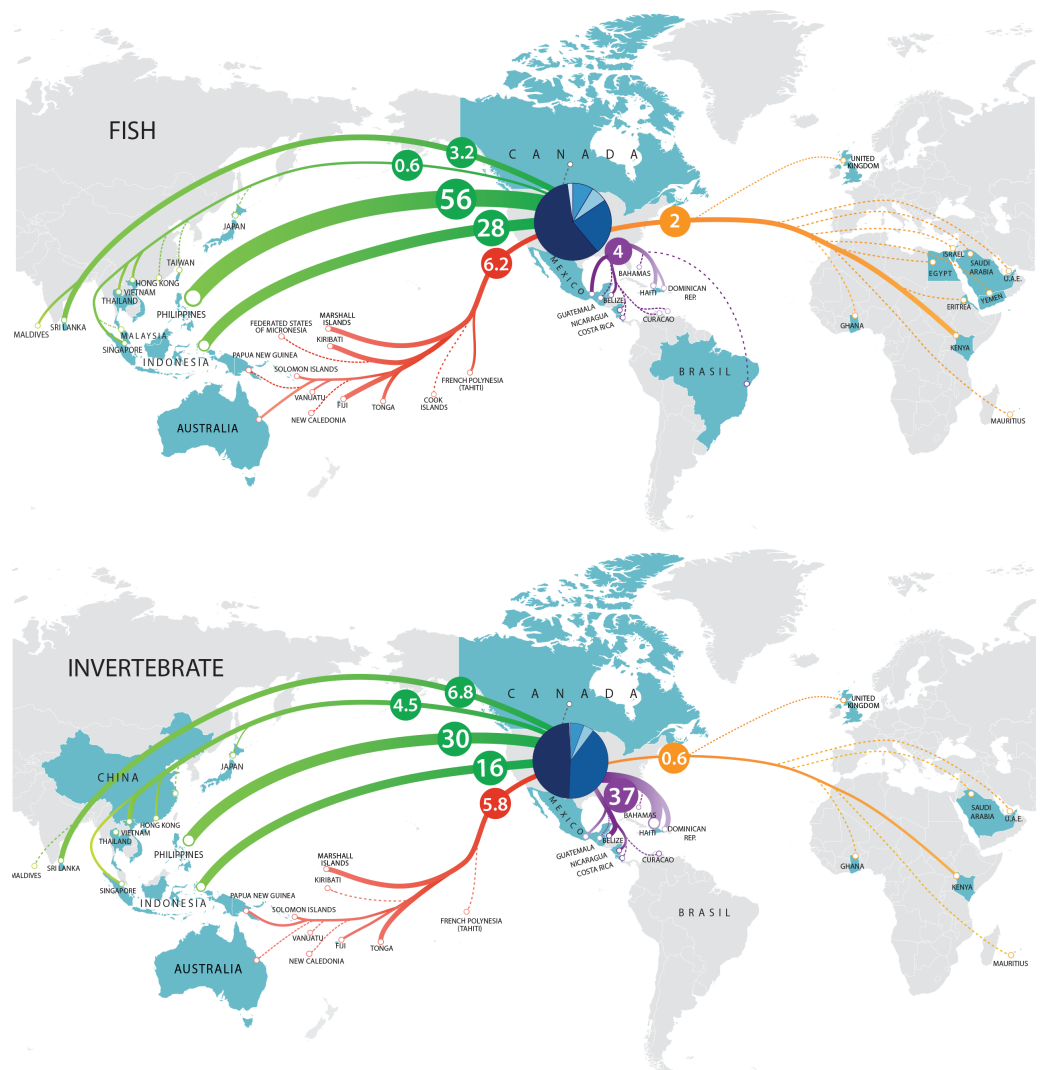 FISH
CANADA
3.2
0.6
56
28
6.2
4
2
UNITED
KINGDOM
JAPAN
TAIWAN
HONG KONG
VIETNAM
THAILAND
PHILIPPINES
MALDIVES
SRI LANKA
MALAYSIA
SINGAPORE
INDONESIA
FEDERATED STATES
OF MICRONESIA
MARSHALL
ISLANDS
KIRIBATI
PAPUA NEW GUINEA
SOLOMON ISLANDS
VANUATU
NEW CALEDONIA
FIJI
TONGA
COOK
ISLANDS
FRENCH POLYNESIA
(TAHITI)
AUSTRALIA
MEXICO
BAHAMAS
HAITI
DOMINICAN
REP.
GUATEMALA
BELIZE
NICARAGUA
COSTA RICA
CURACAO
BRASIL
ISRAEL
EGYPT
SAUDI
ARABIA
U.A.E.
YEMEN
ERITREA
GHANA
KENYA
MAURITIUS
INVERTEBRATE
CANADA
6.8
4.5
30
16
5.8
37
0.6
UNITED
KINGDOM
CHINA
JAPAN
HONG KONG
VIETNAM
THAILAND
PHILIPPINES
MALDIVES
SRI LANKA
SINGAPORE
INDONESIA
MARSHALL
ISLANDS
KIRIBATI
PAPUA NEW GUINEA
SOLOMON ISLANDS
VANUATU
NEW CALEDONIA
FIJI
TONGA
FRENCH POLYNESIA
(TAHITI)
AUSTRALIA
MEXICO
BAHAMAS
HAITI
DOMINICAN
REP.
GUATEMALA
BELIZE
NICARAGUA
COSTA RICA
CURACAO
BRASIL
SAUDI
ARABIA
U.A.E.
GHANA
KENYA
MAURITIUS